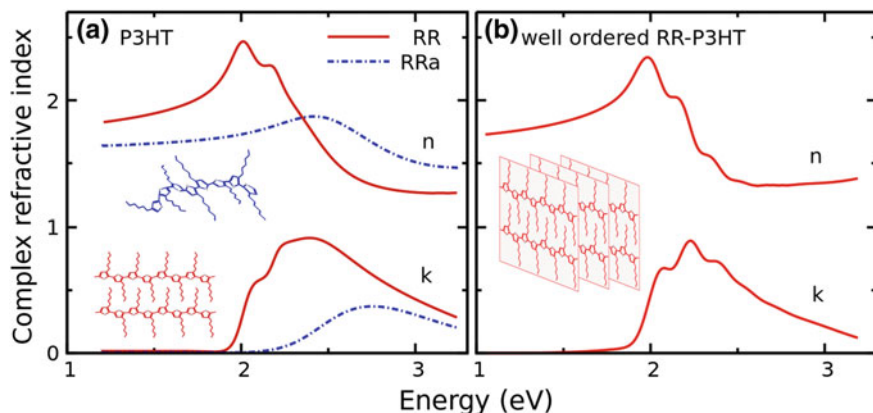 (a) P3HT
RR
RRa
n
k
(b) well ordered RR-P3HT
n
k
Complex refractive index
2
1
0
1 2 3 1 2 3
Energy (eV)